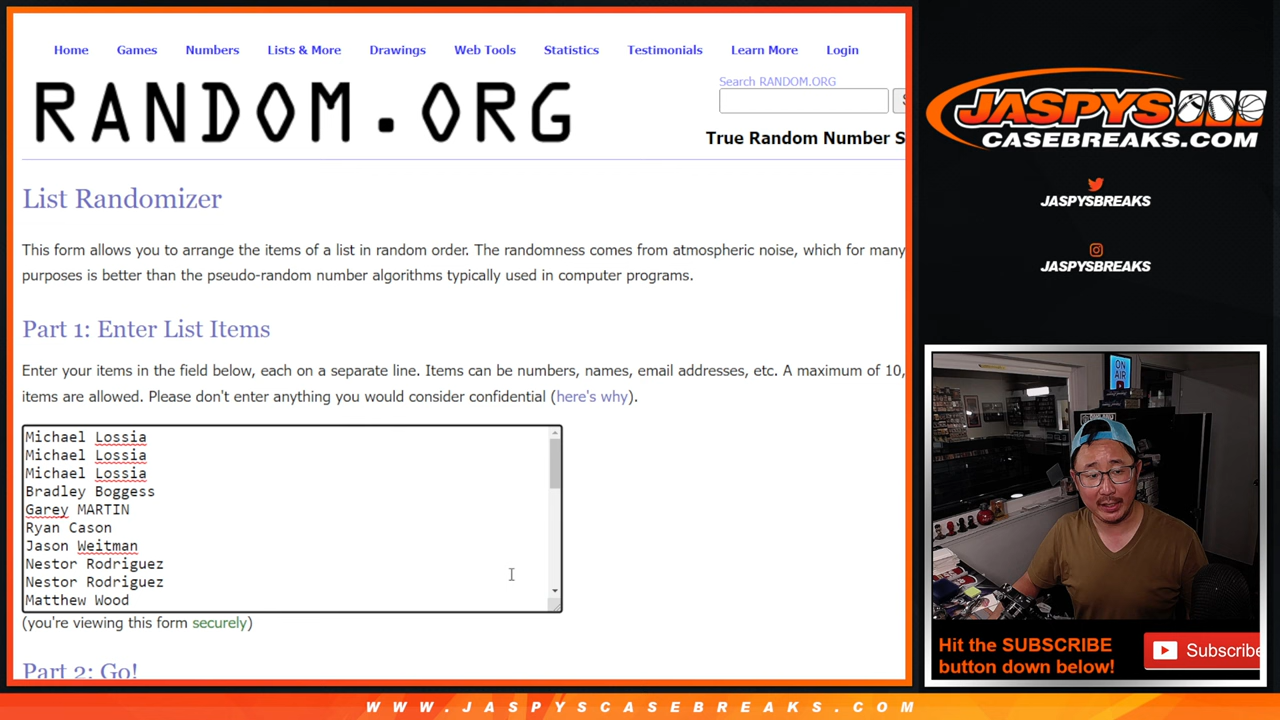 Home Games Numbers Lists & More Drawings Web Tools Statistics Testimonials Learn More Login
RANDOM.ORG
Search RANDOM.ORG
True Random Number S
List Randomizer
This form allows you to arrange the items of a list in random order. The randomness comes from atmospheric noise, which for many
purposes is better than the pseudo-random number algorithms typically used in computer programs.
Part 1: Enter List Items
Enter your items in the field below, each on a separate line. Items can be numbers, names, email addresses, etc. A maximum of 10,
items are allowed. Please don't enter anything you would consider confidential (here's why).
Michael Lossia
Michael Lossia
Michael Lossia
Bradley Boggess
Garey MARTIN
Ryan Cason
Jason Weitman
Nestor Rodriguez
Nestor Rodriguez
Matthew Wood
(you're viewing this form securely)
Part 2: Go!
JASPYS
CASEBREAKS.COM
JASPYSBREAKS
JASPYSBREAKS
ON
AIR
Hit the SUBSCRIBE
button down below!
Subscribe
WWW.JASPYSCASEBREAKS.COM